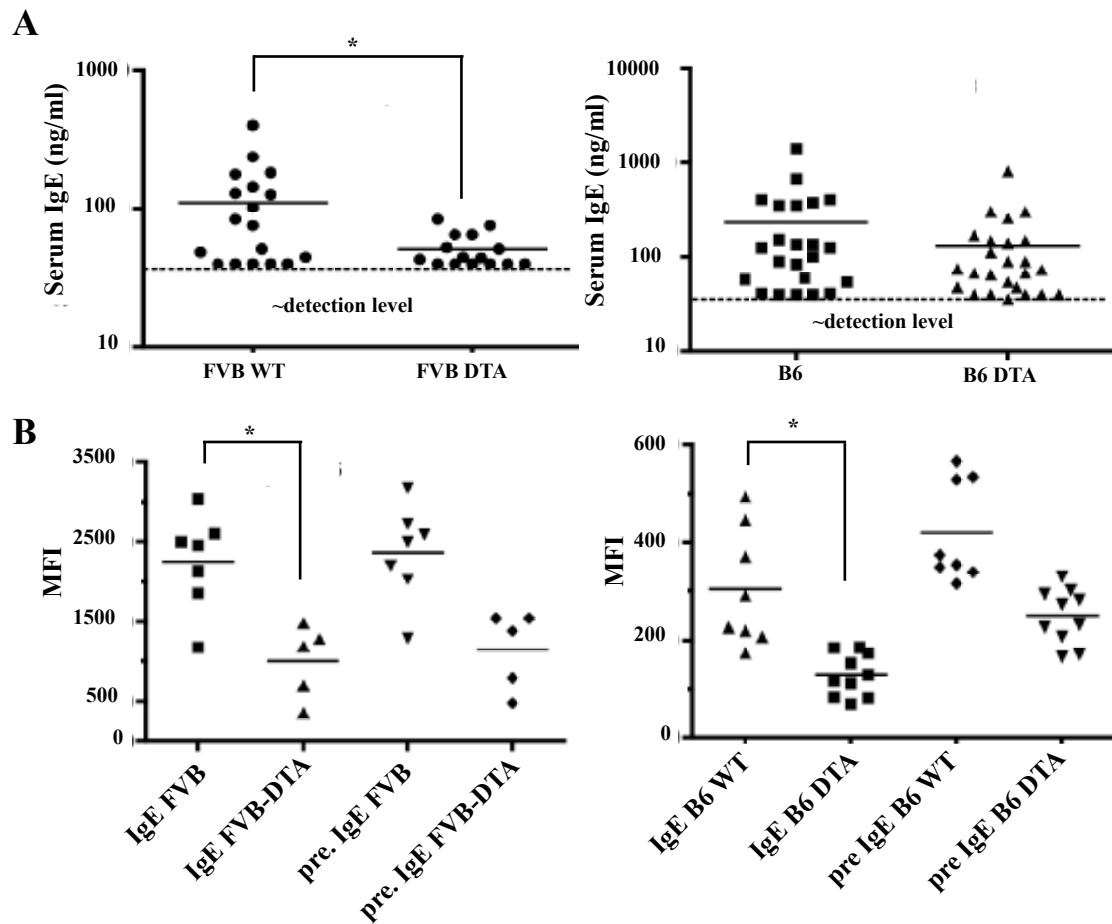 A
*
Serum IgE (ng/ml)
1000
100
10
~detection level
FVB WT
FVB DTA
Serum IgE (ng/ml)
10000
1000
100
10
~detection level
B6
B6 DTA
B
*
MFI
3500
2500
1500
500
0
IgE FVB
IgE FVB-DTA
pre. IgE FVB
pre. IgE FVB-DTA
*
MFI
600
400
200
0
IgE B6 WT
IgE B6 DTA
pre IgE B6 WT
pre IgE B6 DTA